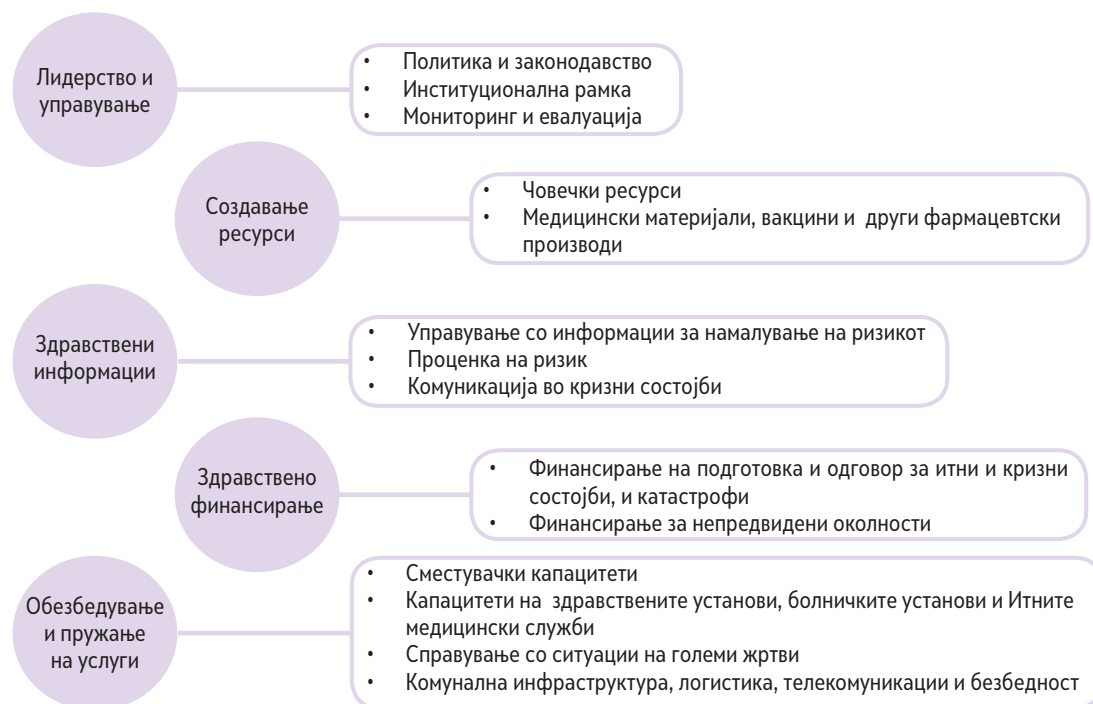 Лидерство и
управување
• Политика и законодавство
• Институционална рамка
• Мониторинг и евалуација
Создавање
ресурси
• Човечки ресурси
• Медицински материјали, вакцини и други фармацевтски
производи
Здравствени
информации
• Управување со информации за намалување на ризикот
• Проценка на ризик
• Комуникација во кризни состојби
Здравствено
финансирање
• Финансирање на подготовка и одговор за итни и кризни
состојби, и катастрофи
• Финансирање за непредвидени околности
Обезбедување
и пружање
на услуги
• Сместувачки капацитети
• Капацитети на здравствените установи, болничките установи и Итните
медицински служби
• Справување со ситуации на големи жртви
• Комунална инфраструктура, логистика, телекомуникации и безбедност